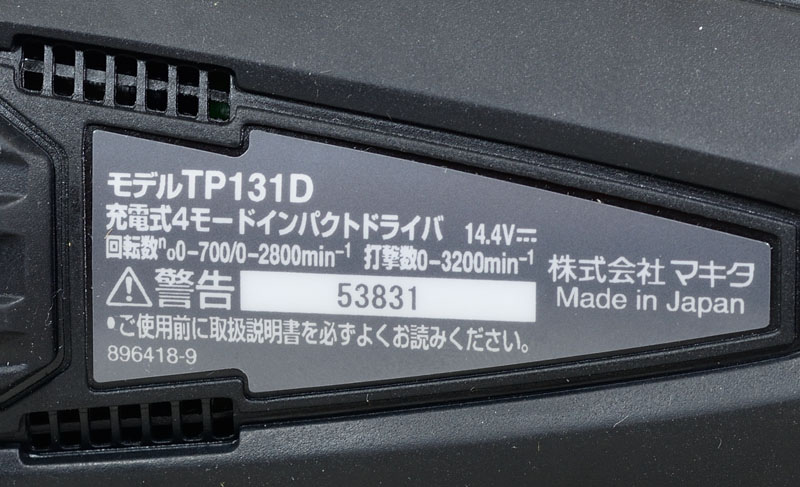 モデルTP131D
充電式4モードインパクトドライバ 14.4V⎓
回転数n₀0-700/0-2800min⁻¹ 打撃数0-3200min⁻¹
株式会社 マキタ
Made in Japan
⚠警告 53831
•ご使用前に取扱説明書を必ずよくお読みください。
896418-9